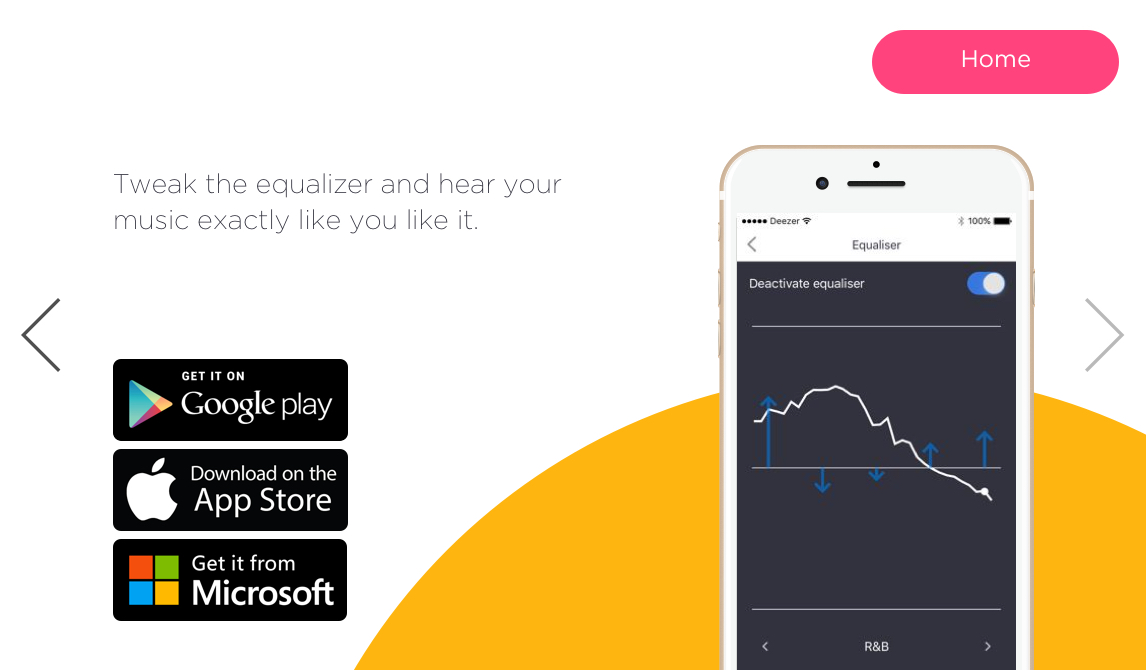 Home
Tweak the equalizer and hear your
music exactly like you like it.
GET IT ON
Google play
Download on the
App Store
Get it from
Microsoft
Deezer 100%
Equaliser
Deactivate equaliser
R&B